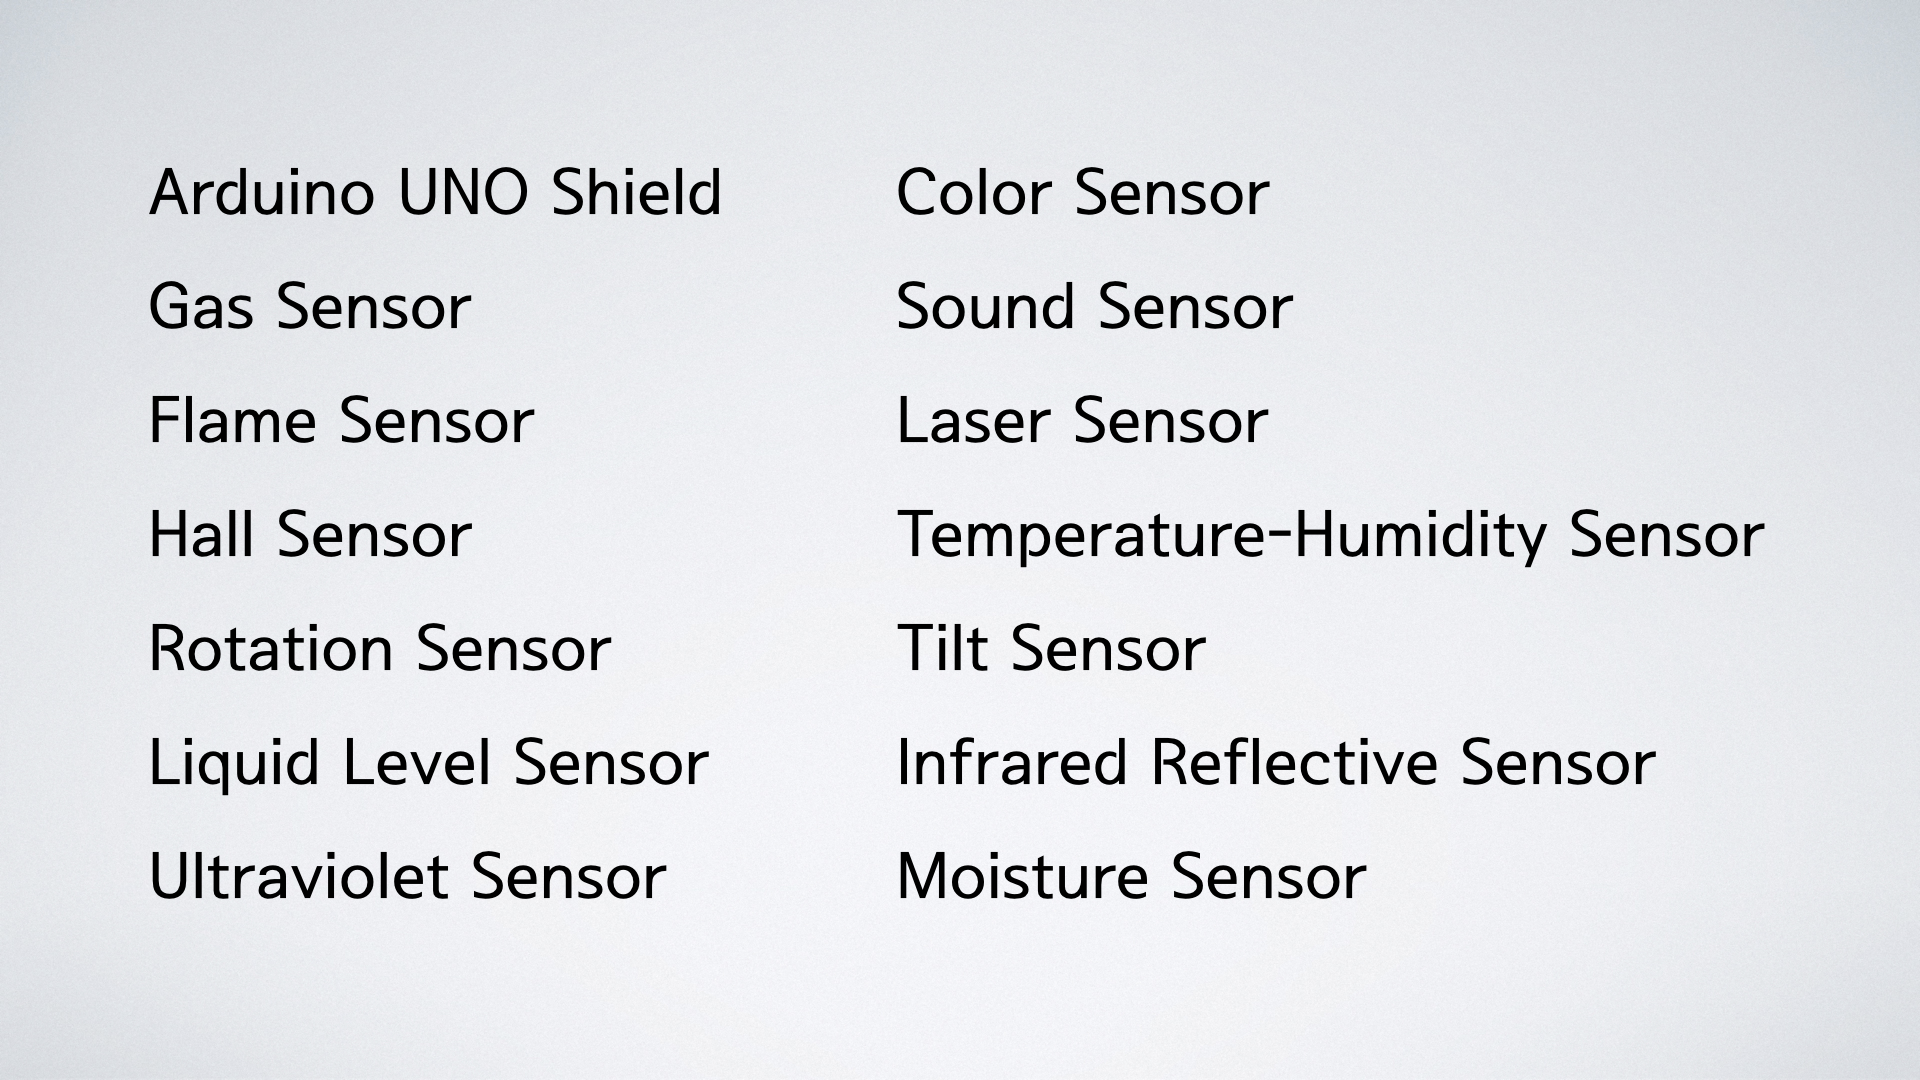 Arduino UNO Shield
Gas Sensor
Flame Sensor
Hall Sensor
Rotation Sensor
Liquid Level Sensor
Ultraviolet Sensor
Color Sensor
Sound Sensor
Laser Sensor
Temperature-Humidity Sensor
Tilt Sensor
Infrared Reflective Sensor
Moisture Sensor